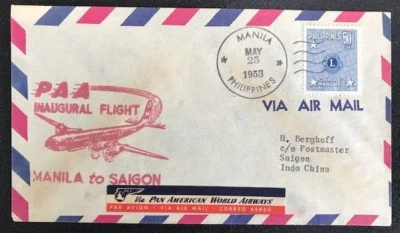 MANILA
MAY
25
1953
PHILIPPINES
PHILIPPINES 50
VIA AIR MAIL
PAA
INAUGURAL FLIGHT
MANILA to SAIGON
H. Berghoff
c/o Postmaster
Saigon
Indo China
Via PAN AMERICAN WORLD AIRWAYS
PAR AVION - VIA AIR MAIL - CORREO AEREO